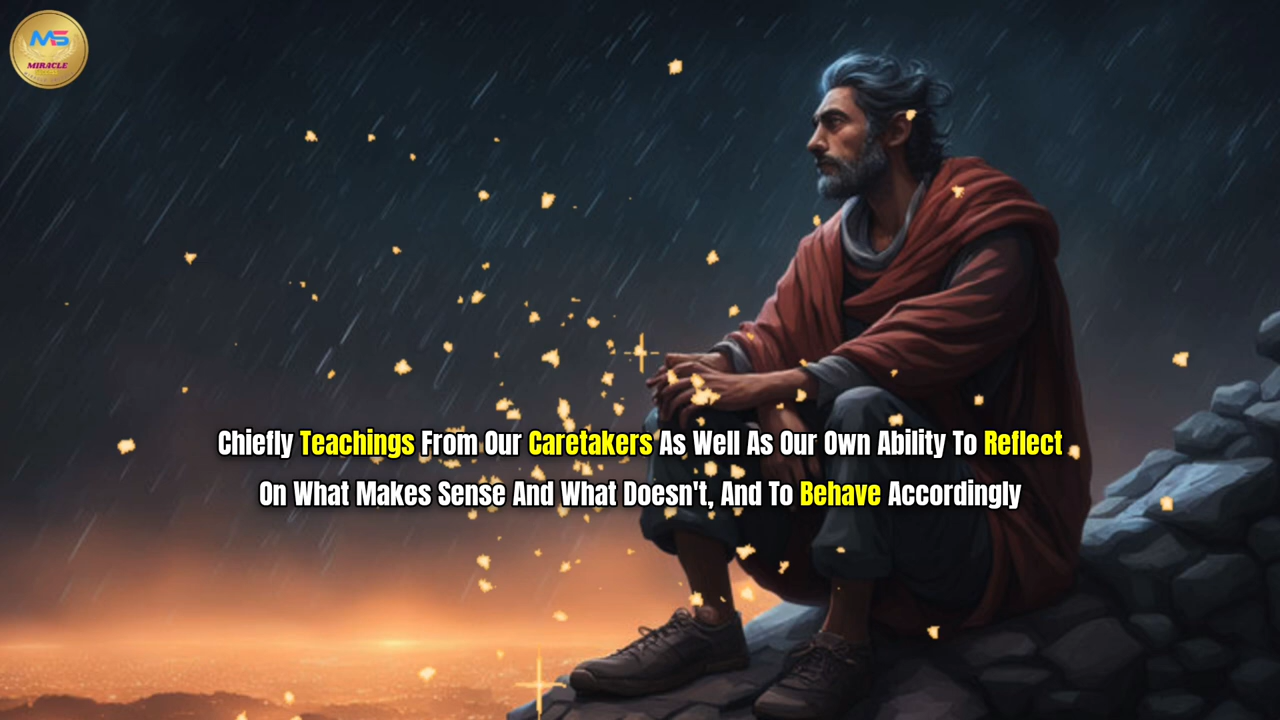 MS
MIRACLE
Chiefly Teachings From Our Caretakers As Well As Our Own Ability To Reflect
On What Makes Sense And What Doesn't, And To Behave Accordingly